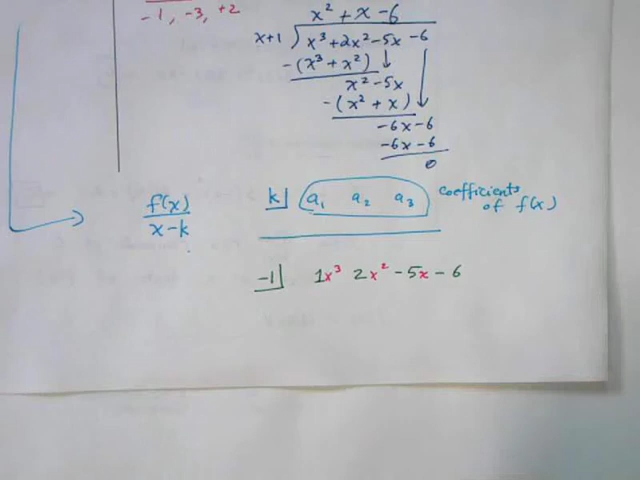 -1, -3, +2
x² + x - 6
x+1 ) x³ + 2x² - 5x - 6
-(x³ + x²)
x² - 5x
-(x² + x)
-6x - 6
-6x - 6
0
f(x)
x - k
k a₁ a₂ a₃ coefficients
of f(x)
-1 1x³ 2x² - 5x - 6